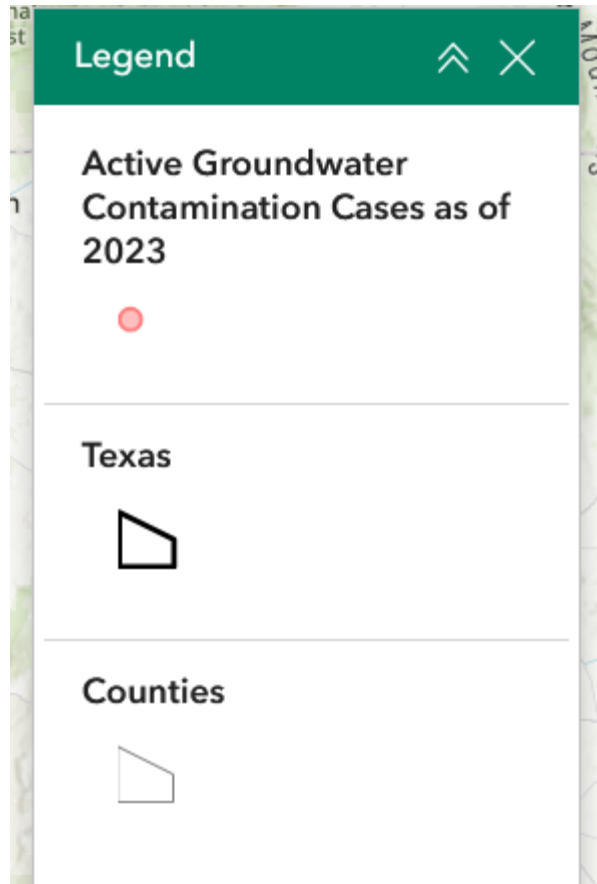 Legend
Active Groundwater
Contamination Cases as of
2023
Texas
Counties